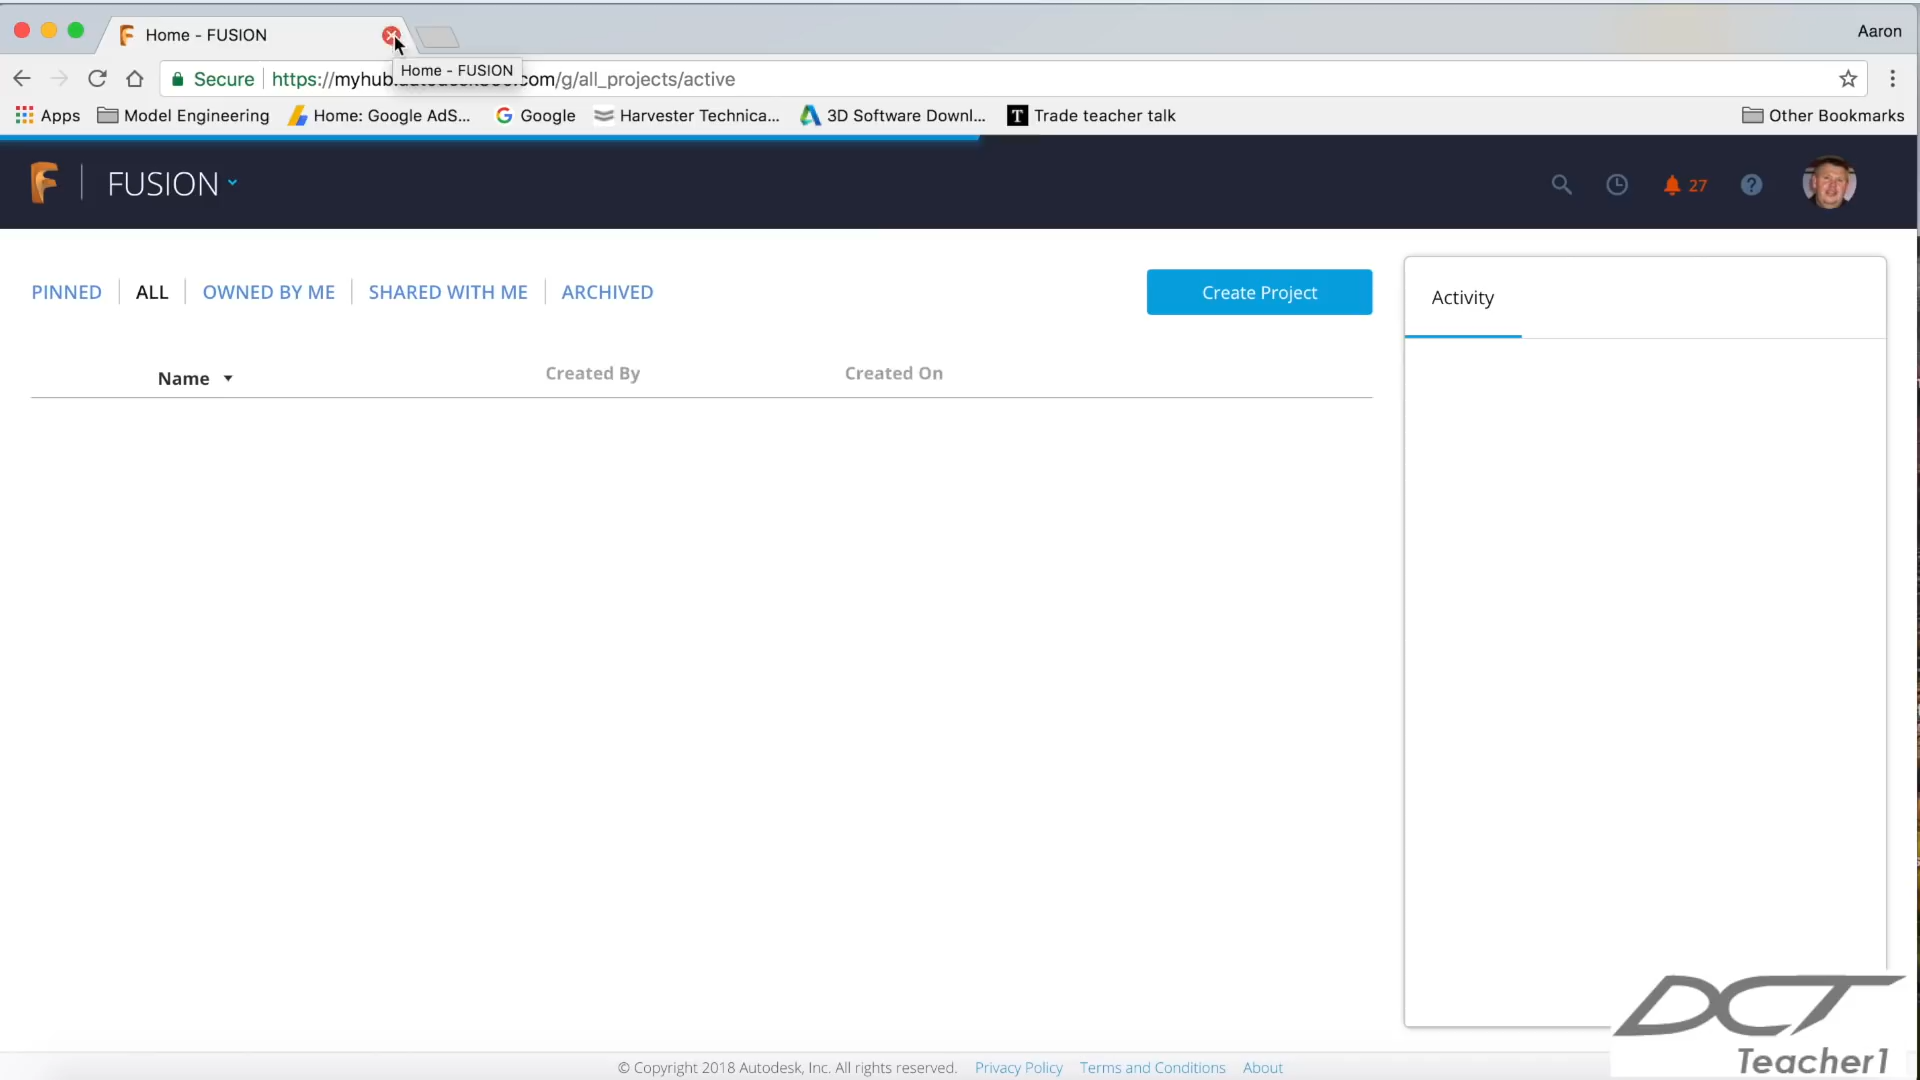 Home - FUSION
Aaron
Secure
https://myhub.
com/g/all_projects/active
Home - FUSION
Apps
Model Engineering
Home: Google AdS...
Google
Harvester Technica...
3D Software Downl...
T
Trade teacher talk
Other Bookmarks
FUSION
27
PINNED
ALL
OWNED BY ME
SHARED WITH ME
ARCHIVED
Create Project
Activity
Name
Created By
Created On
© Copyright 2018 Autodesk, Inc. All rights reserved.
Privacy Policy
Terms and Conditions
About
DCT
Teacher1